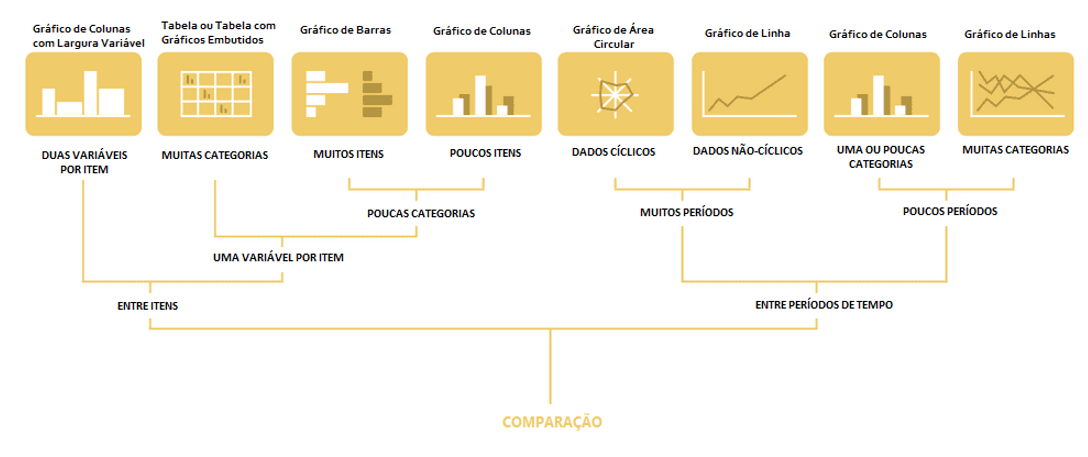 Gráfico de Colunas
com Largura Variável
Tabela ou Tabela com
Gráficos Embutidos
Gráfico de Barras
Gráfico de Colunas
Gráfico de Área
Circular
Gráfico de Linha
Gráfico de Colunas
Gráfico de Linhas
DUAS VARIÁVEIS
POR ITEM
MUITAS CATEGORIAS
MUITOS ITENS
POUCOS ITENS
DADOS CÍCLICOS
DADOS NÃO-CÍCLICOS
UMA OU POUCAS
CATEGORIAS
MUITAS CATEGORIAS
POUCAS CATEGORIAS
MUITOS PERÍODOS
POUCOS PERÍODOS
UMA VARIÁVEL POR ITEM
ENTRE ITENS
ENTRE PERÍODOS DE TEMPO
COMPARAÇÃO